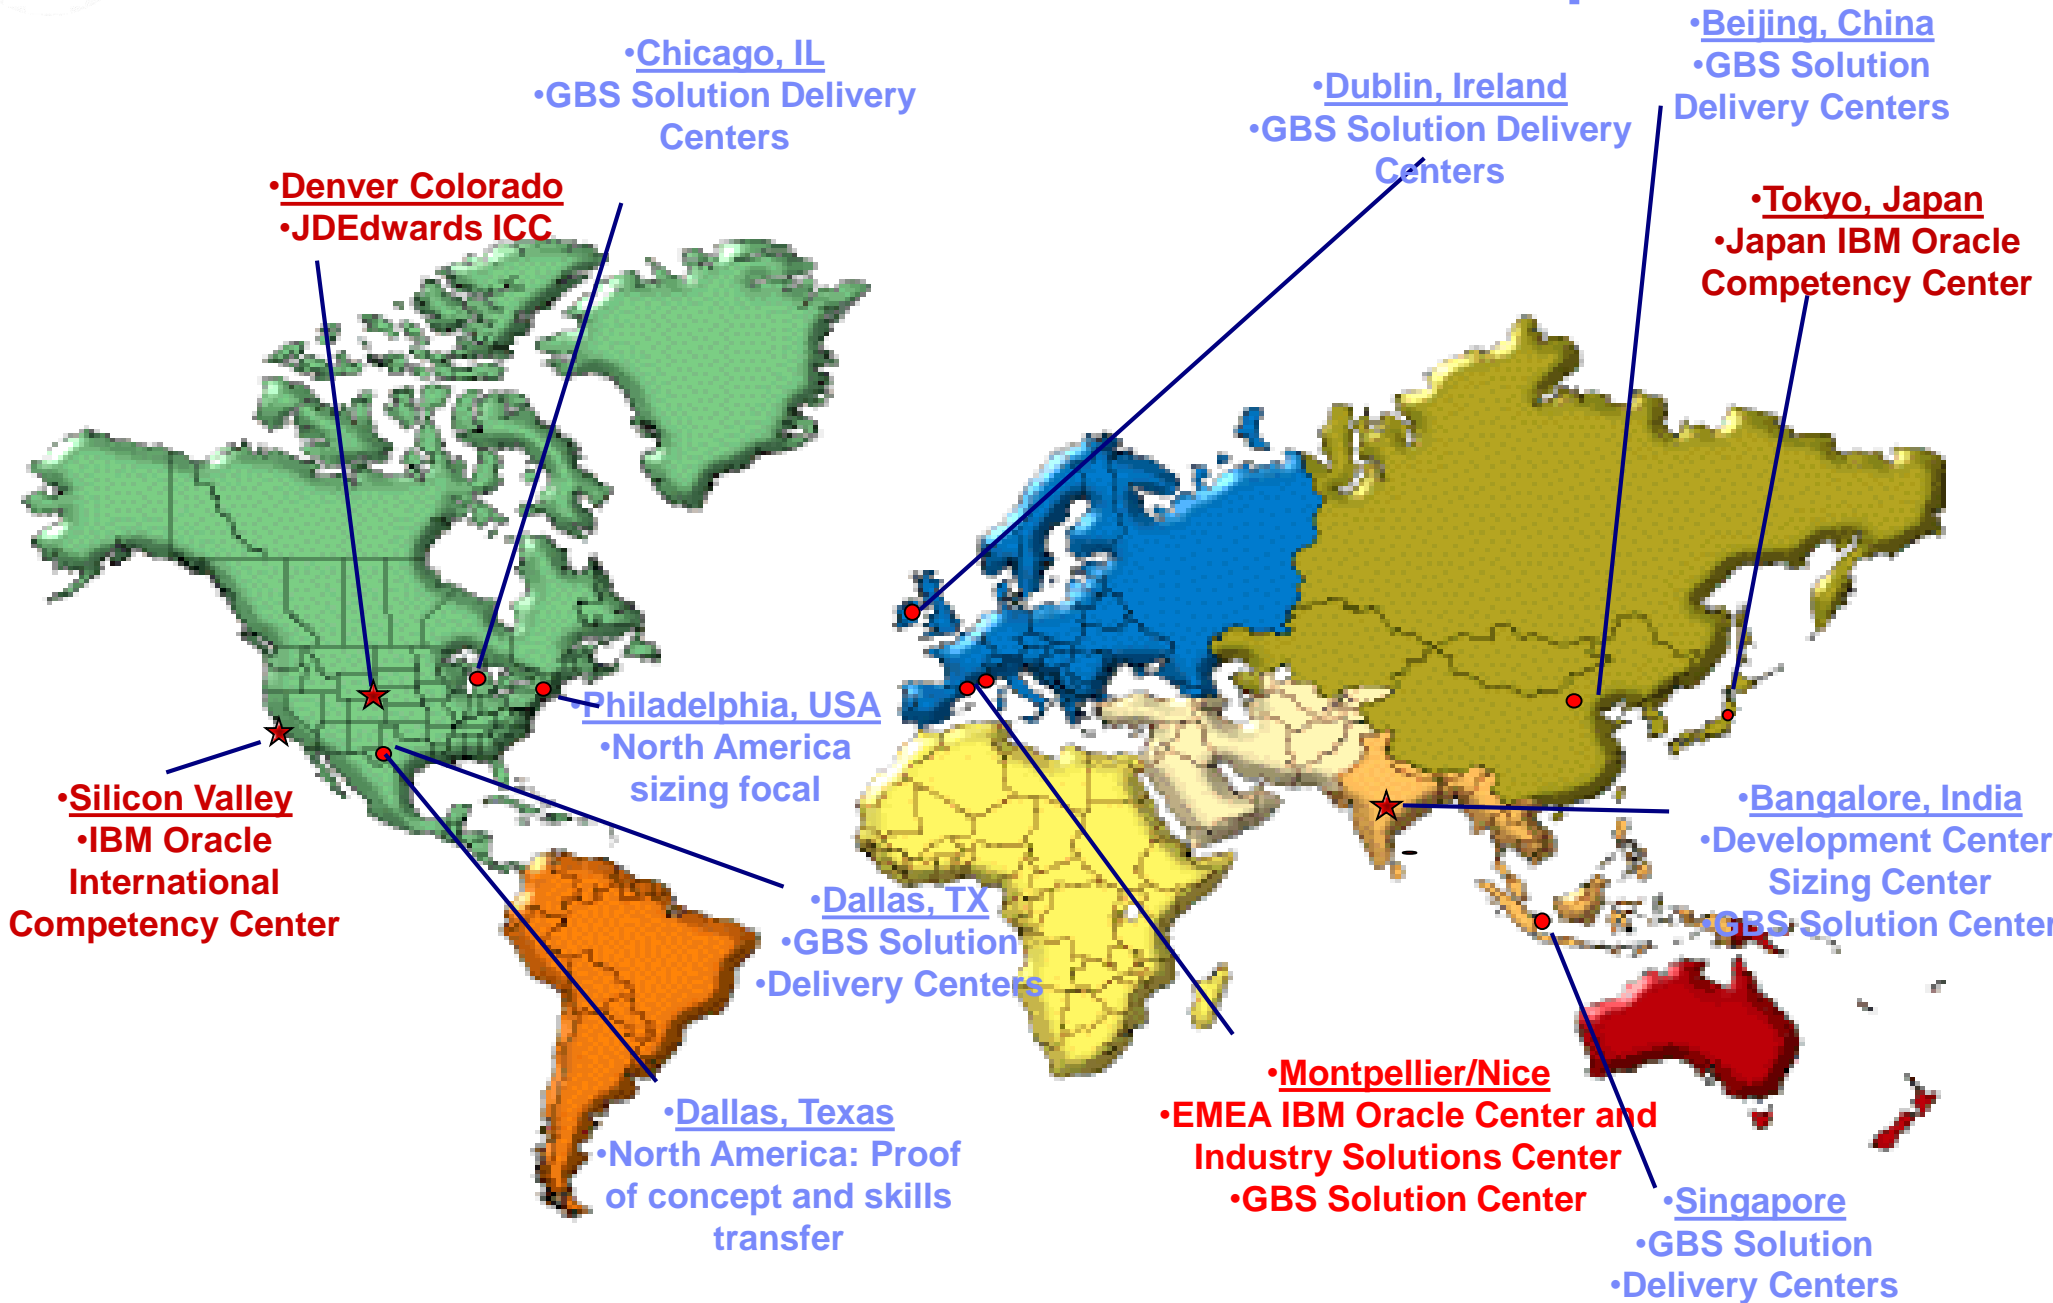 •Beijing, China
•GBS Solution
Delivery Centers
•Chicago, IL
•GBS Solution Delivery
Centers
•Dublin, Ireland
•GBS Solution Delivery
Centers
•Denver Colorado
•JDEdwards ICC
•Tokyo, Japan
•Japan IBM Oracle
Competency Center
•Philadelphia, USA
•North America
sizing focal
•Silicon Valley
•IBM Oracle
International
Competency Center
•Bangalore, India
•Development Center
Sizing Center
•GBS Solution Center
•Dallas, TX
•GBS Solution
•Delivery Centers
•Montpellier/Nice
•EMEA IBM Oracle Center and
Industry Solutions Center
•GBS Solution Center
•Dallas, Texas
•North America: Proof
of concept and skills
transfer
•Singapore
•GBS Solution
•Delivery Centers